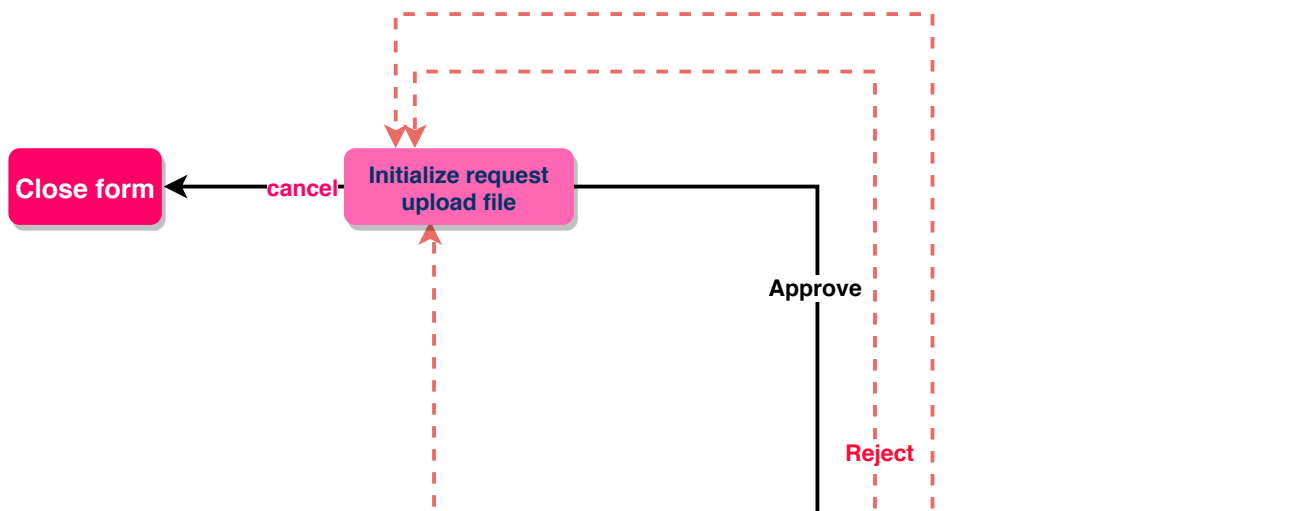 Close form
cancel
Initialize request
upload file
Approve
Reject